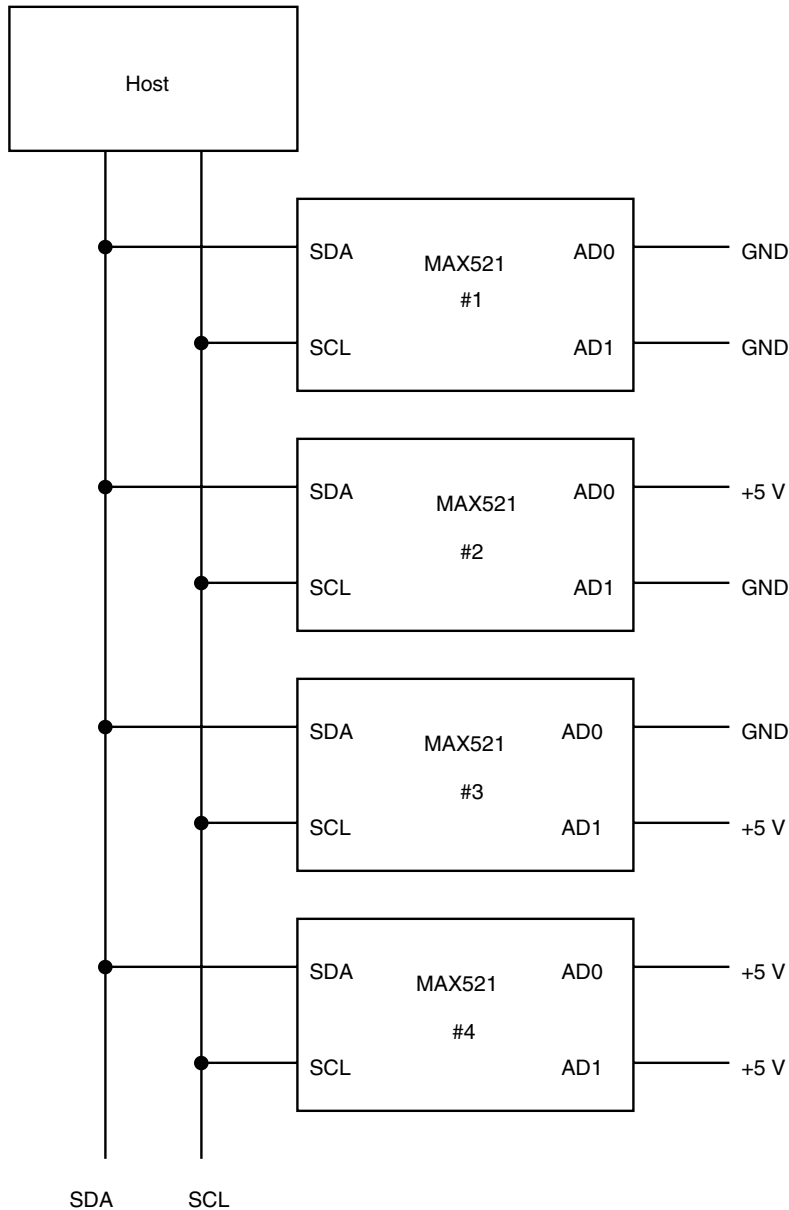 Host
SDA MAX521 AD0 GND
#1
SCL AD1 GND
SDA MAX521 AD0 +5 V
#2
SCL AD1 GND
SDA MAX521 AD0 GND
#3
SCL AD1 +5 V
SDA MAX521 AD0 +5 V
#4
SCL AD1 +5 V
SDA SCL